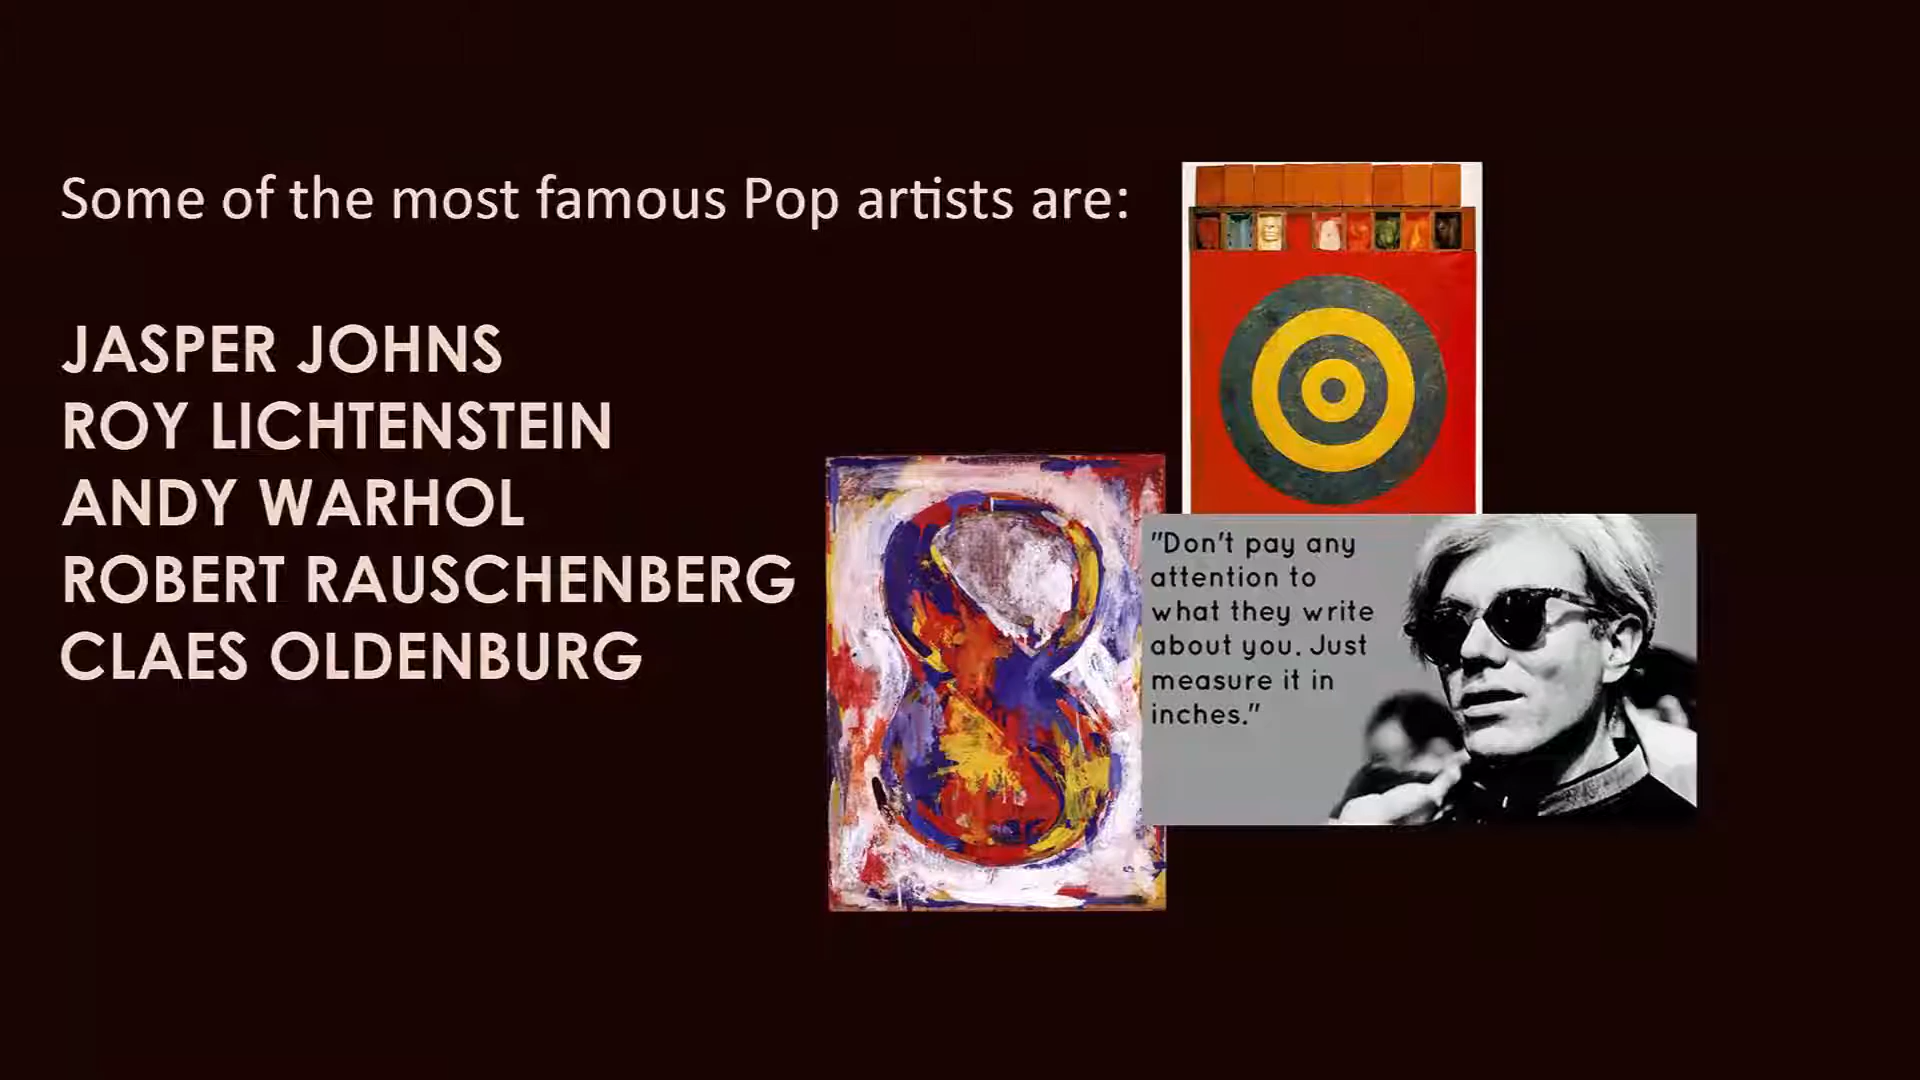 Some of the most famous Pop artists are:
JASPER JOHNS
ROY LICHTENSTEIN
ANDY WARHOL
ROBERT RAUSCHENBERG
CLAES OLDENBURG
"Don't pay any
attention to
what they write
about you. Just
measure it in
inches."